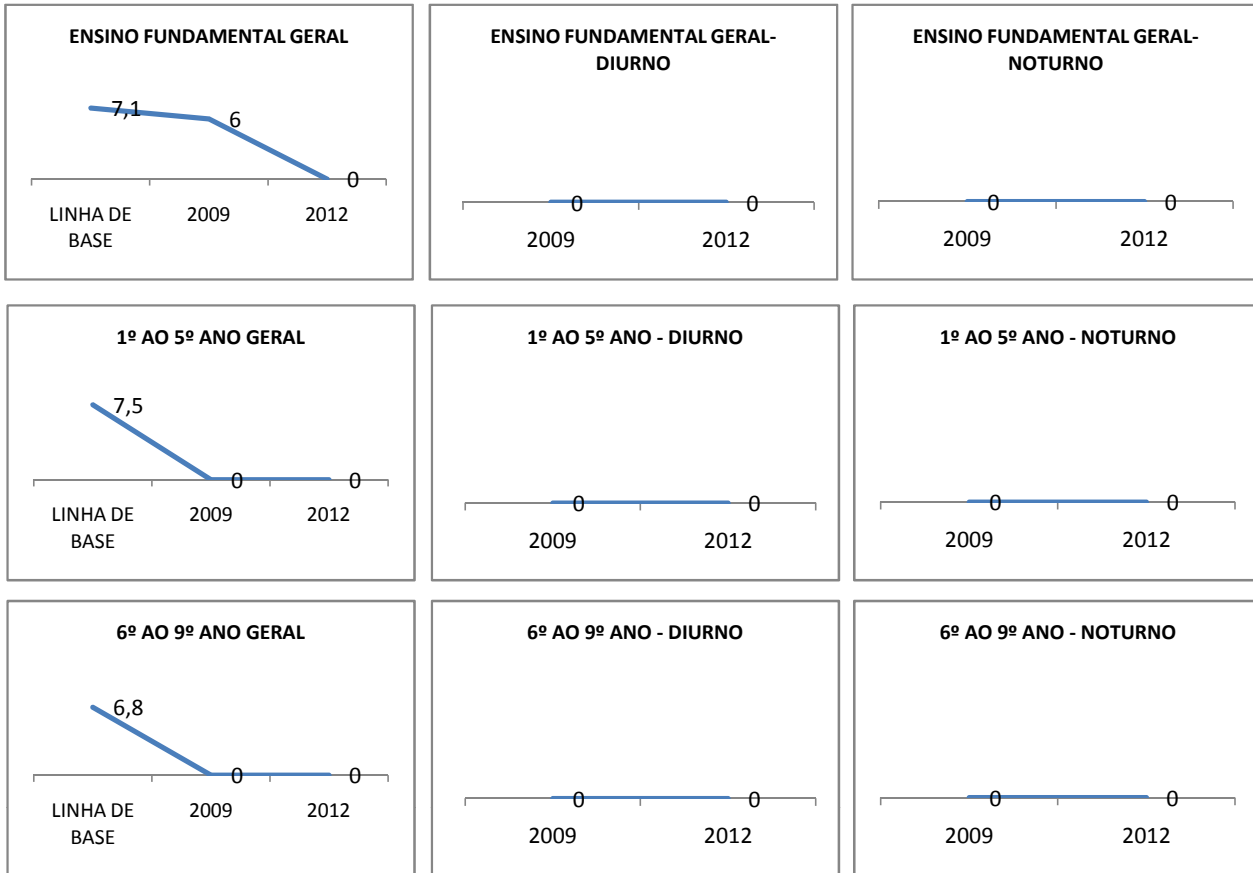 ENSINO FUNDAMENTAL GERAL
7,1
6
0
LINHA DE
BASE
2009
2012
ENSINO FUNDAMENTAL GERAL-
DIURNO
0
0
2009
2012
ENSINO FUNDAMENTAL GERAL-
NOTURNO
0
0
2009
2012
1º AO 5º ANO GERAL
7,5
0
0
LINHA DE
BASE
2009
2012
1º AO 5º ANO - DIURNO
0
0
2009
2012
1º AO 5º ANO - NOTURNO
0
0
2009
2012
6º AO 9º ANO GERAL
6,8
0
0
LINHA DE
BASE
2009
2012
6º AO 9º ANO - DIURNO
0
0
2009
2012
6º AO 9º ANO - NOTURNO
0
0
2009
2012